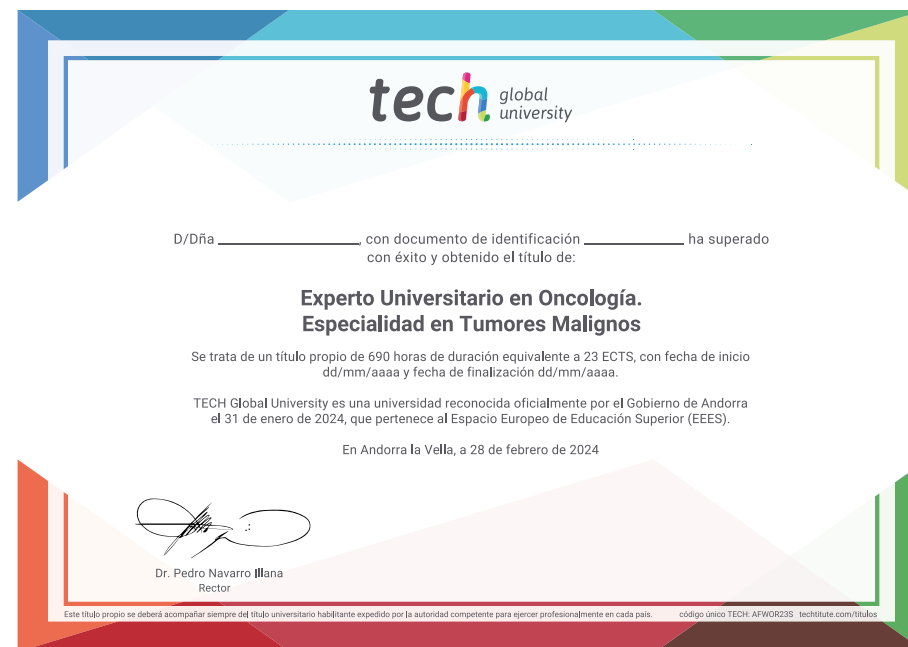 tech global university
D/Dña ____________________, con documento de identificación ______________ ha superado
con éxito y obtenido el título de:
Experto Universitario en Oncología.
Especialidad en Tumores Malignos
Se trata de un título propio de 690 horas de duración equivalente a 23 ECTS, con fecha de inicio
dd/mm/aaaa y fecha de finalización dd/mm/aaaa.
TECH Global University es una universidad reconocida oficialmente por el Gobierno de Andorra
el 31 de enero de 2024, que pertenece al Espacio Europeo de Educación Superior (EEES).
En Andorra la Vella, a 28 de febrero de 2024
Dr. Pedro Navarro Illana
Rector
Este título propio se deberá acompañar siempre del título universitario habilitante expedido por la autoridad competente para ejercer profesionalmente en cada país. código único TECH: AFWOR23S techtitute.com/titulos